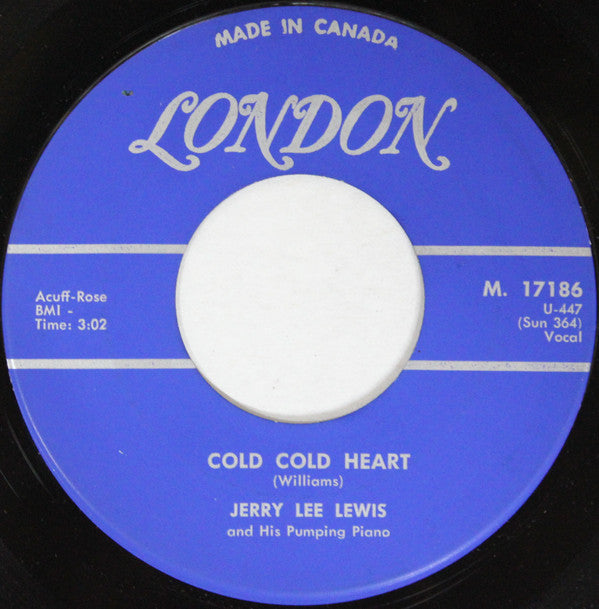 MADE IN CANADA
LONDON
Acuff-Rose
BMI -
Time: 3:02
M. 17186
U-447
(Sun 364)
Vocal
COLD COLD HEART
(Williams)
JERRY LEE LEWIS
and His Pumping Piano